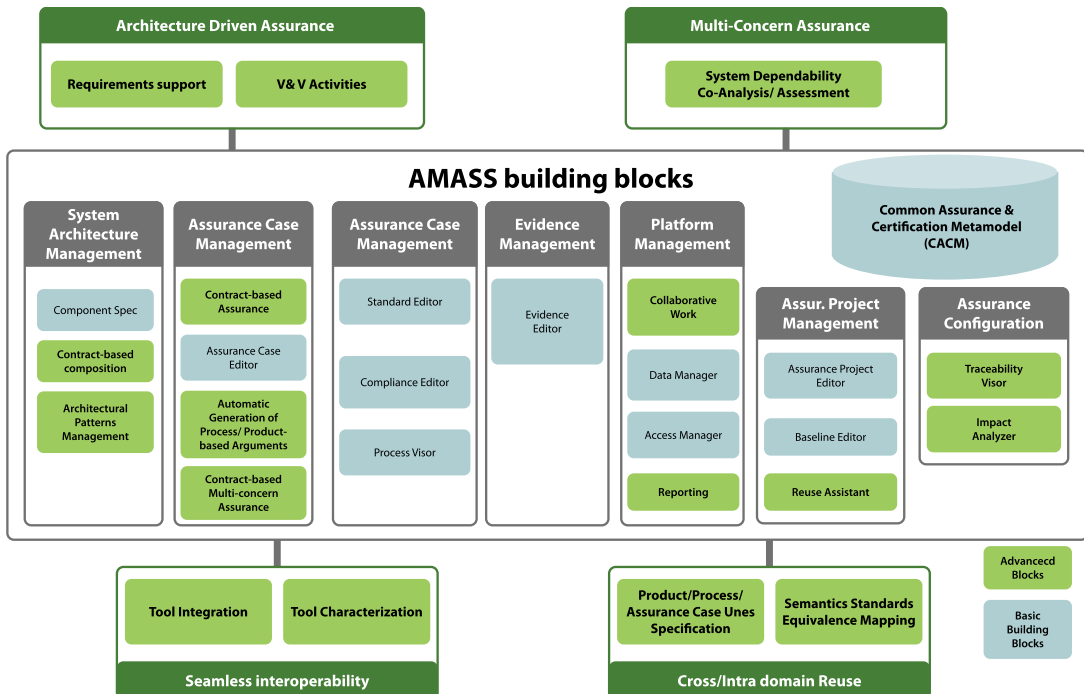 Architecture Driven Assurance
Requirements support
V& V Activities
Multi-Concern Assurance
System Dependability
Co-Analysis/ Assessment
AMASS building blocks
Common Assurance &
Certification Metamodel
(CACM)
System
Architecture
Management
Component Spec
Contract-based
composition
Architectural
Patterns
Management
Assurance Case
Management
Contract-based
Assurance
Assurance Case
Editor
Automatic
Generation of
Process/ Product-
based Arguments
Contract-based
Multi-concern
Assurance
Assurance Case
Management
Standard Editor
Compliance Editor
Process Visor
Evidence
Management
Evidence
Editor
Platform
Management
Collaborative
Work
Data Manager
Access Manager
Reporting
Assur. Project
Management
Assurance Project
Editor
Baseline Editor
Reuse Assistant
Assurance
Configuration
Traceability
Visor
Impact
Analyzer
Tool Integration
Tool Characterization
Seamless interoperability
Product/Process/
Assurance Case Unes
Specification
Semantics Standards
Equivalence Mapping
Cross/Intra domain Reuse
Advancecd
Blocks
Basic
Building
Blocks